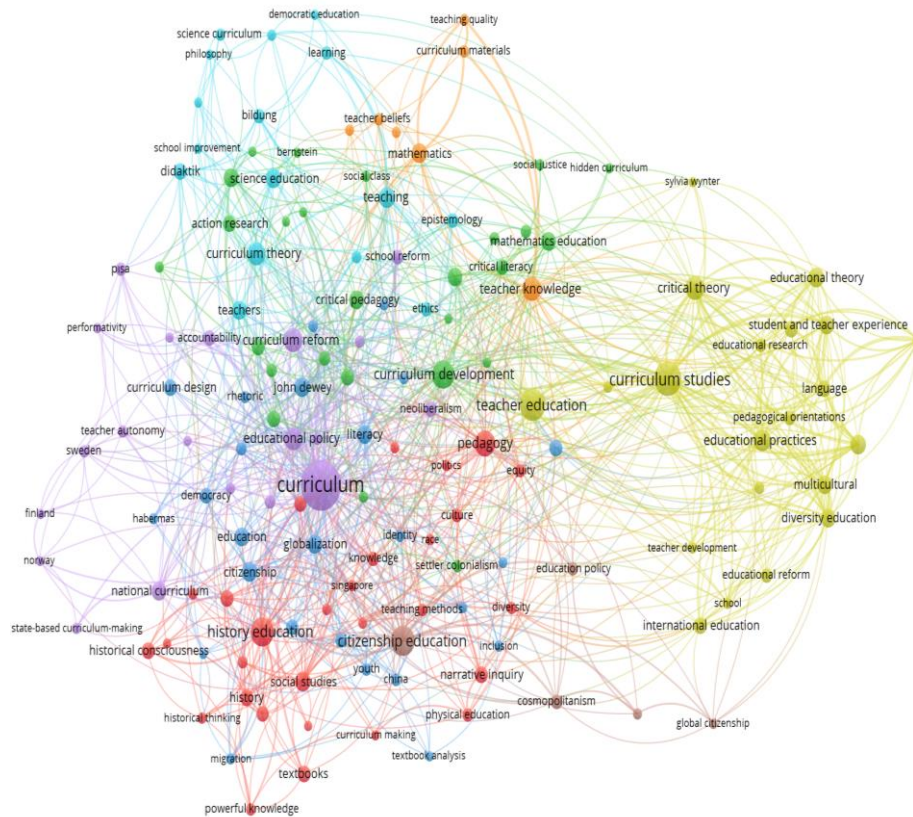 democratic education
teaching quality
science curriculum
philosophy
learning
curriculum materials
bildung
teacher beliefs
school improvement
bernstein
mathematics
didaktik
science education
social class
social justice
hidden curriculum
sylvia wynter
teaching
action research
epistemology
curriculum theory
school reform
mathematics education
critical literacy
pisa
critical theory
educational theory
teacher knowledge
critical pedagogy
teachers
ethics
performativity
accountability
curriculum reform
student and teacher experience
educational research
curriculum development
curriculum studies
curriculum design
john dewey
rhetoric
language
neoliberalism
teacher education
pedagogical orientations
teacher autonomy
educational policy
literacy
pedagogy
educational practices
sweden
politics
equity
curriculum
democracy
multicultural
finland
habermas
culture
diversity education
education
identity
race
globalization
teacher development
norway
knowledge
settler colonialism
education policy
citizenship
educational reform
national curriculum
singapore
state-based curriculum-making
teaching methods
diversity
school
history education
citizenship education
international education
historical consciousness
inclusion
youth
china
social studies
narrative inquiry
history
cosmopolitanism
historical thinking
physical education
global citizenship
curriculum making
migration
textbook analysis
textbooks
powerful knowledge